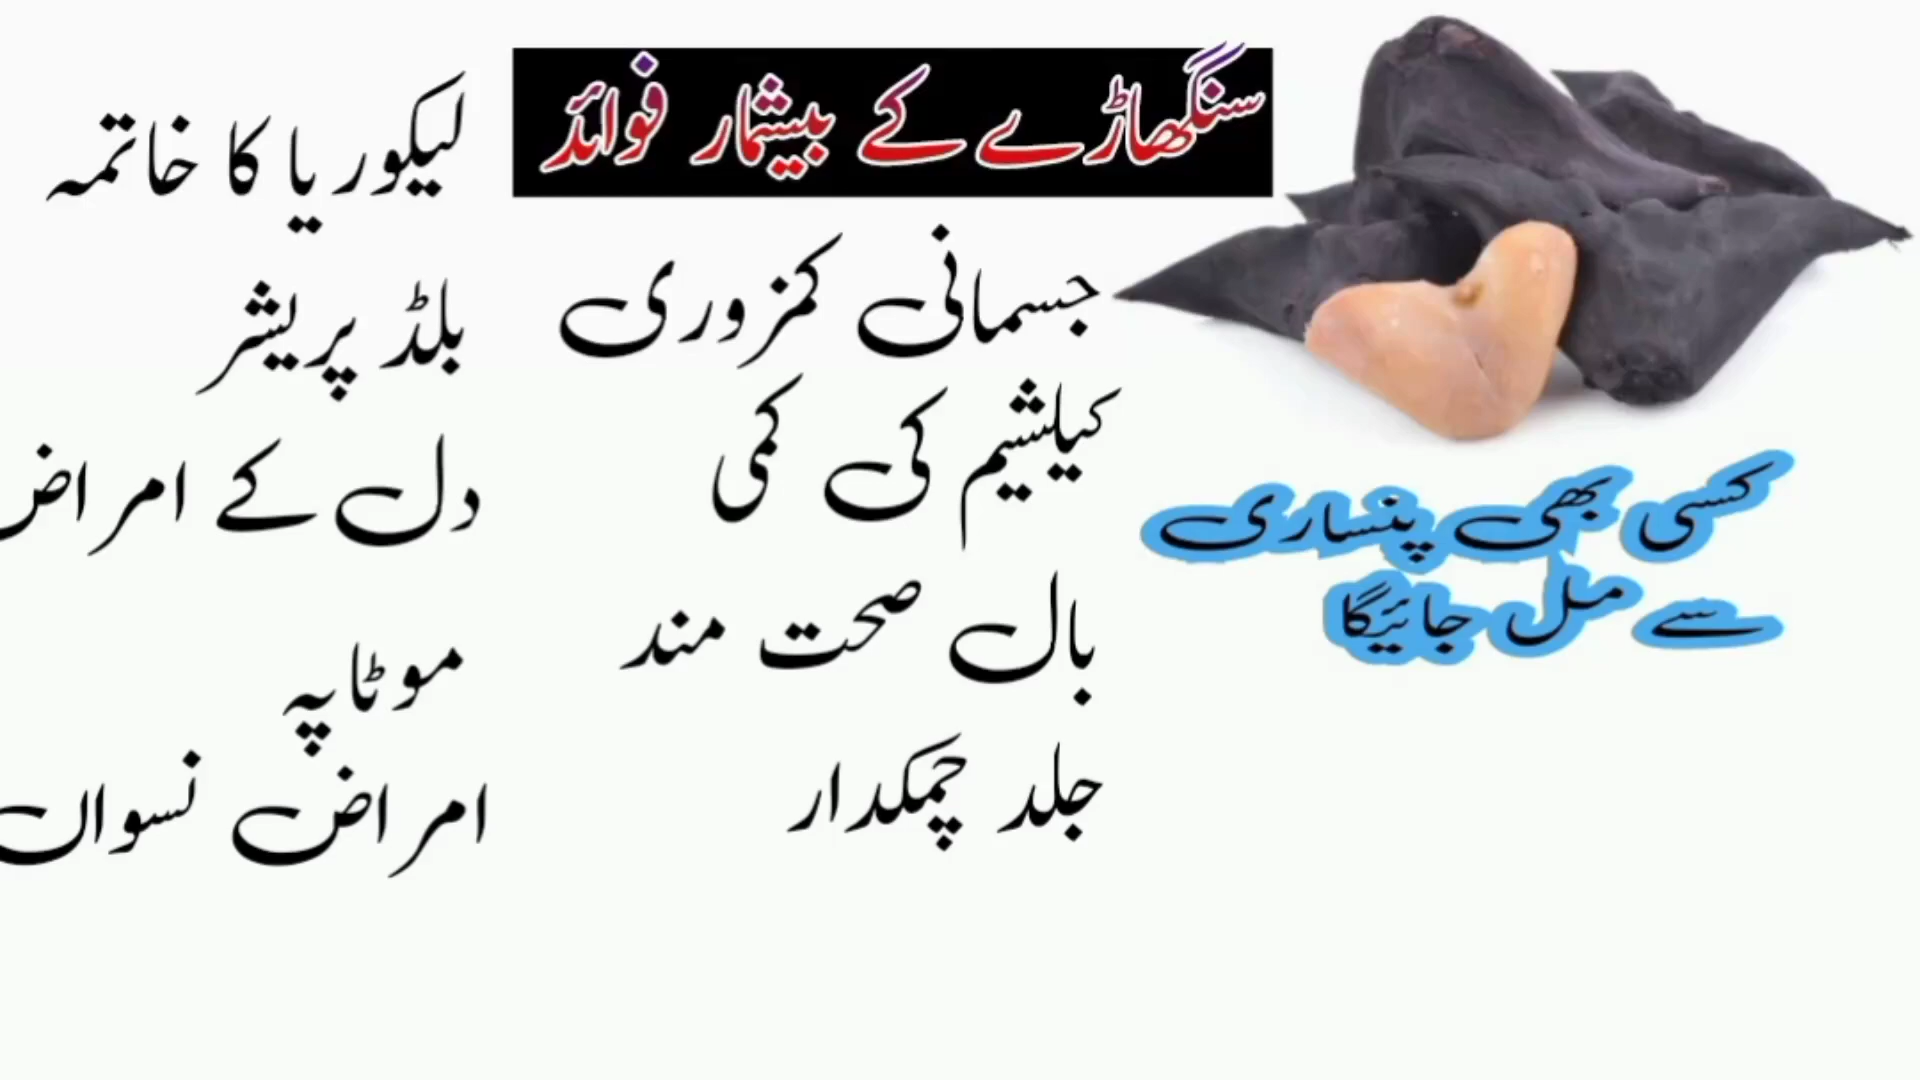 سنگھاڑے کے بیشمار فوائد
جسمانی کمزوری
کیلشیم کی کمی
بال صحت مند
جلد چمکدار
لیکوریا کا خاتمہ
بلڈ پریشر
دل کے امراض
موٹاپہ
امراض نسواں
کسی بھی پنساری
سے مل جائیگا